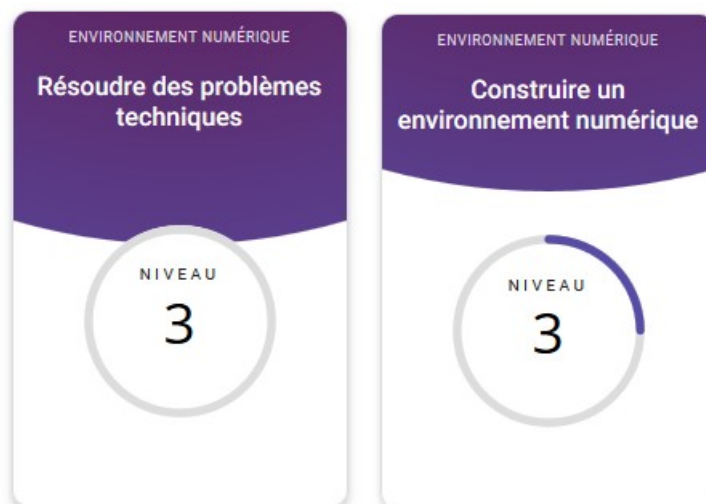 ENVIRONNEMENT NUMÉRIQUE
Résoudre des problèmes
techniques
NIVEAU
3
ENVIRONNEMENT NUMÉRIQUE
Construire un
environnement numérique
NIVEAU
3